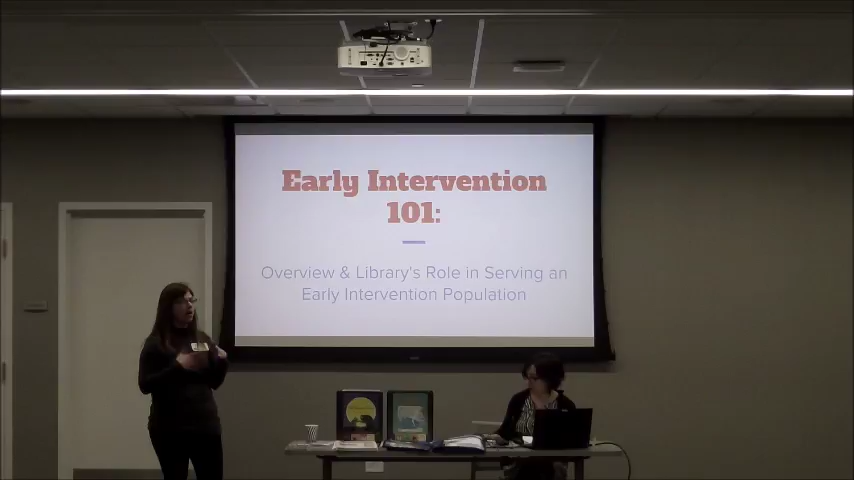 Early Intervention
101:
Overview & Library's Role in Serving an
Early Intervention Population